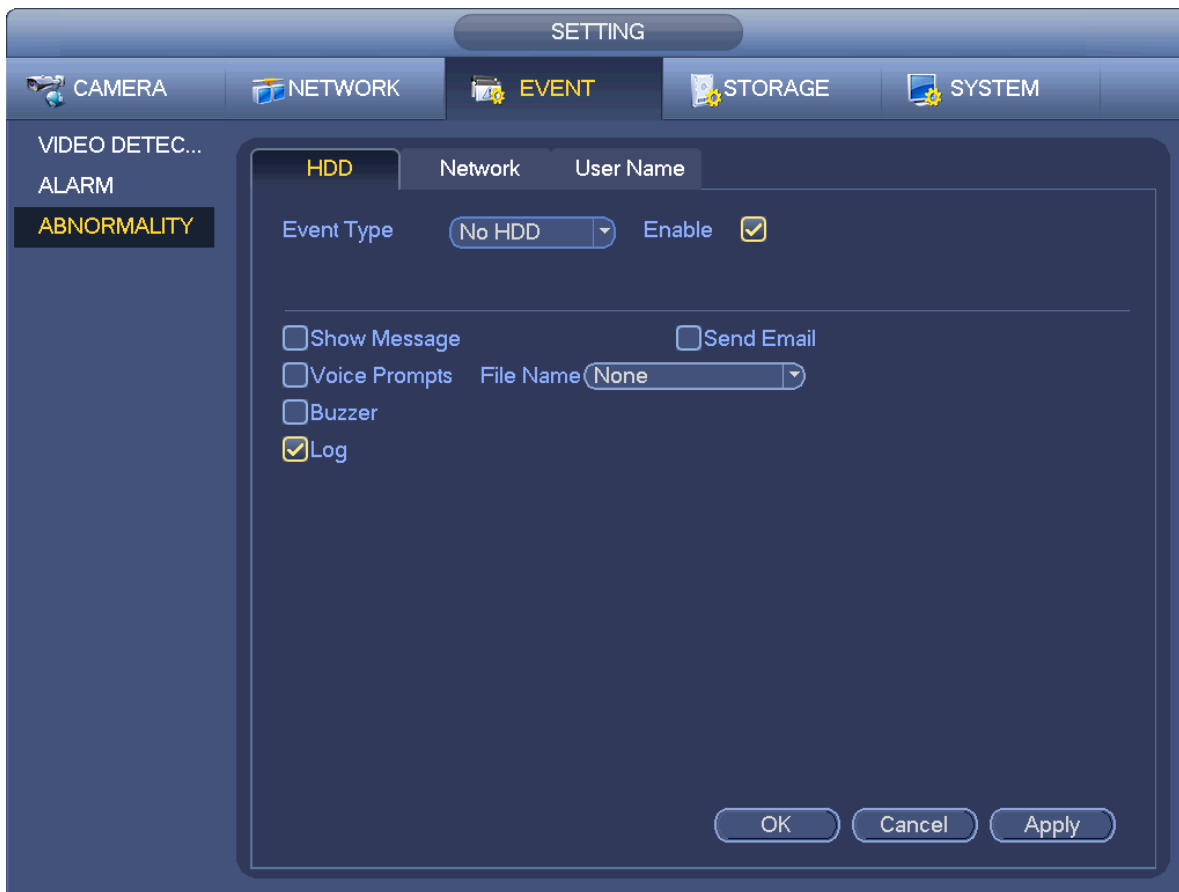 SETTING
CAMERA NETWORK EVENT STORAGE SYSTEM
VIDEO DETEC...
ALARM
ABNORMALITY
HDD Network User Name
Event Type No HDD Enable
Show Message Send Email
Voice Prompts File Name None
Buzzer
Log
OK Cancel Apply